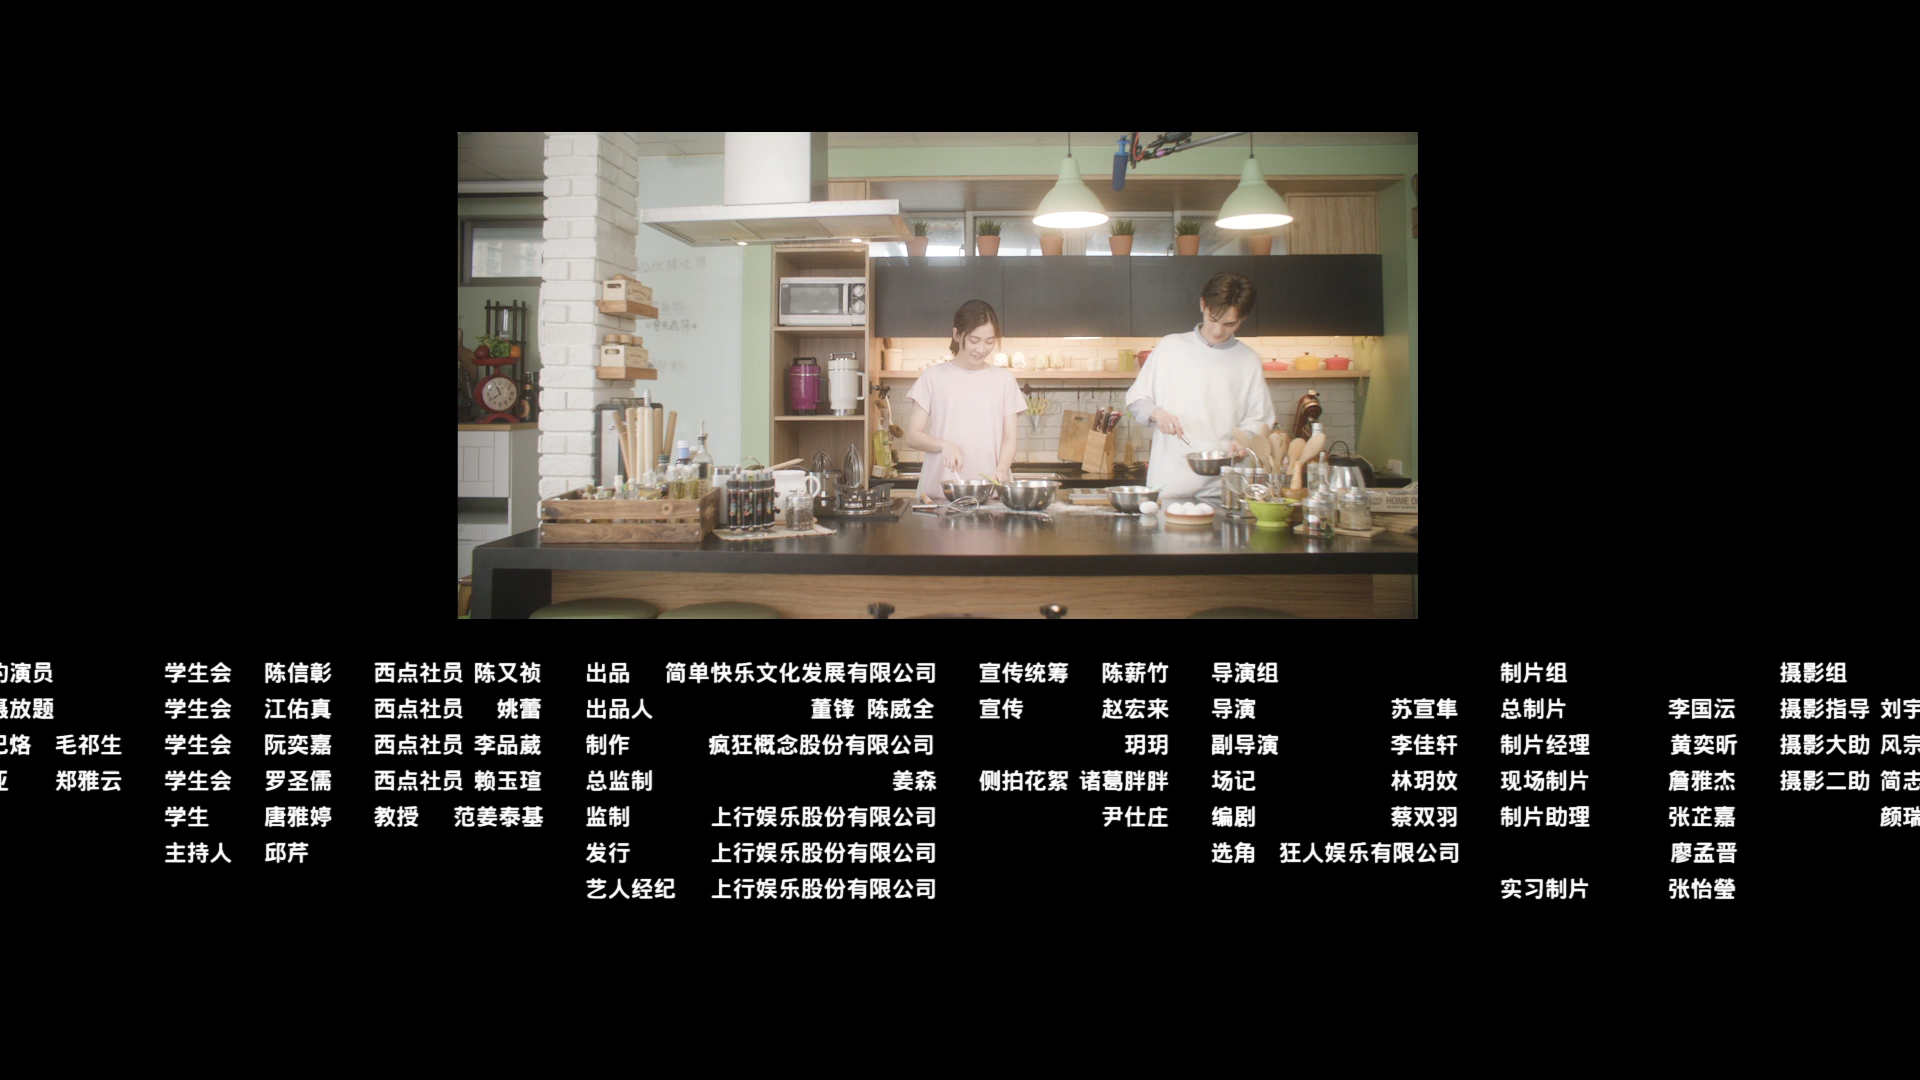 HOME
演员 学生会 陈信彰 西点社员 陈又祯 出品 简单快乐文化发展有限公司 宣传统筹 陈薪竹 导演组 制片组 摄影组
放题 学生会 江佑真 西点社员 姚蕾 出品人 董锋 陈威全 宣传 赵宏来 导演 苏宣隼 总制片 李国沄 摄影指导 刘宇
烙 毛祁生 学生会 阮奕嘉 西点社员 李品葳 制作 疯狂概念股份有限公司 玥玥 副导演 李佳轩 制片经理 黄奕昕 摄影大助 风宗
郑雅云 学生会 罗圣儒 西点社员 赖玉瑄 总监制 姜森 侧拍花絮 诸葛胖胖 场记 林玥妏 现场制片 詹雅杰 摄影二助 简志
学生 唐雅婷 教授 范姜泰基 监制 上行娱乐股份有限公司 尹仕庄 编剧 蔡双羽 制片助理 张芷嘉 颜瑞
主持人 邱芹 发行 上行娱乐股份有限公司 选角 狂人娱乐有限公司 廖孟晋
艺人经纪 上行娱乐股份有限公司 实习制片 张怡瑩